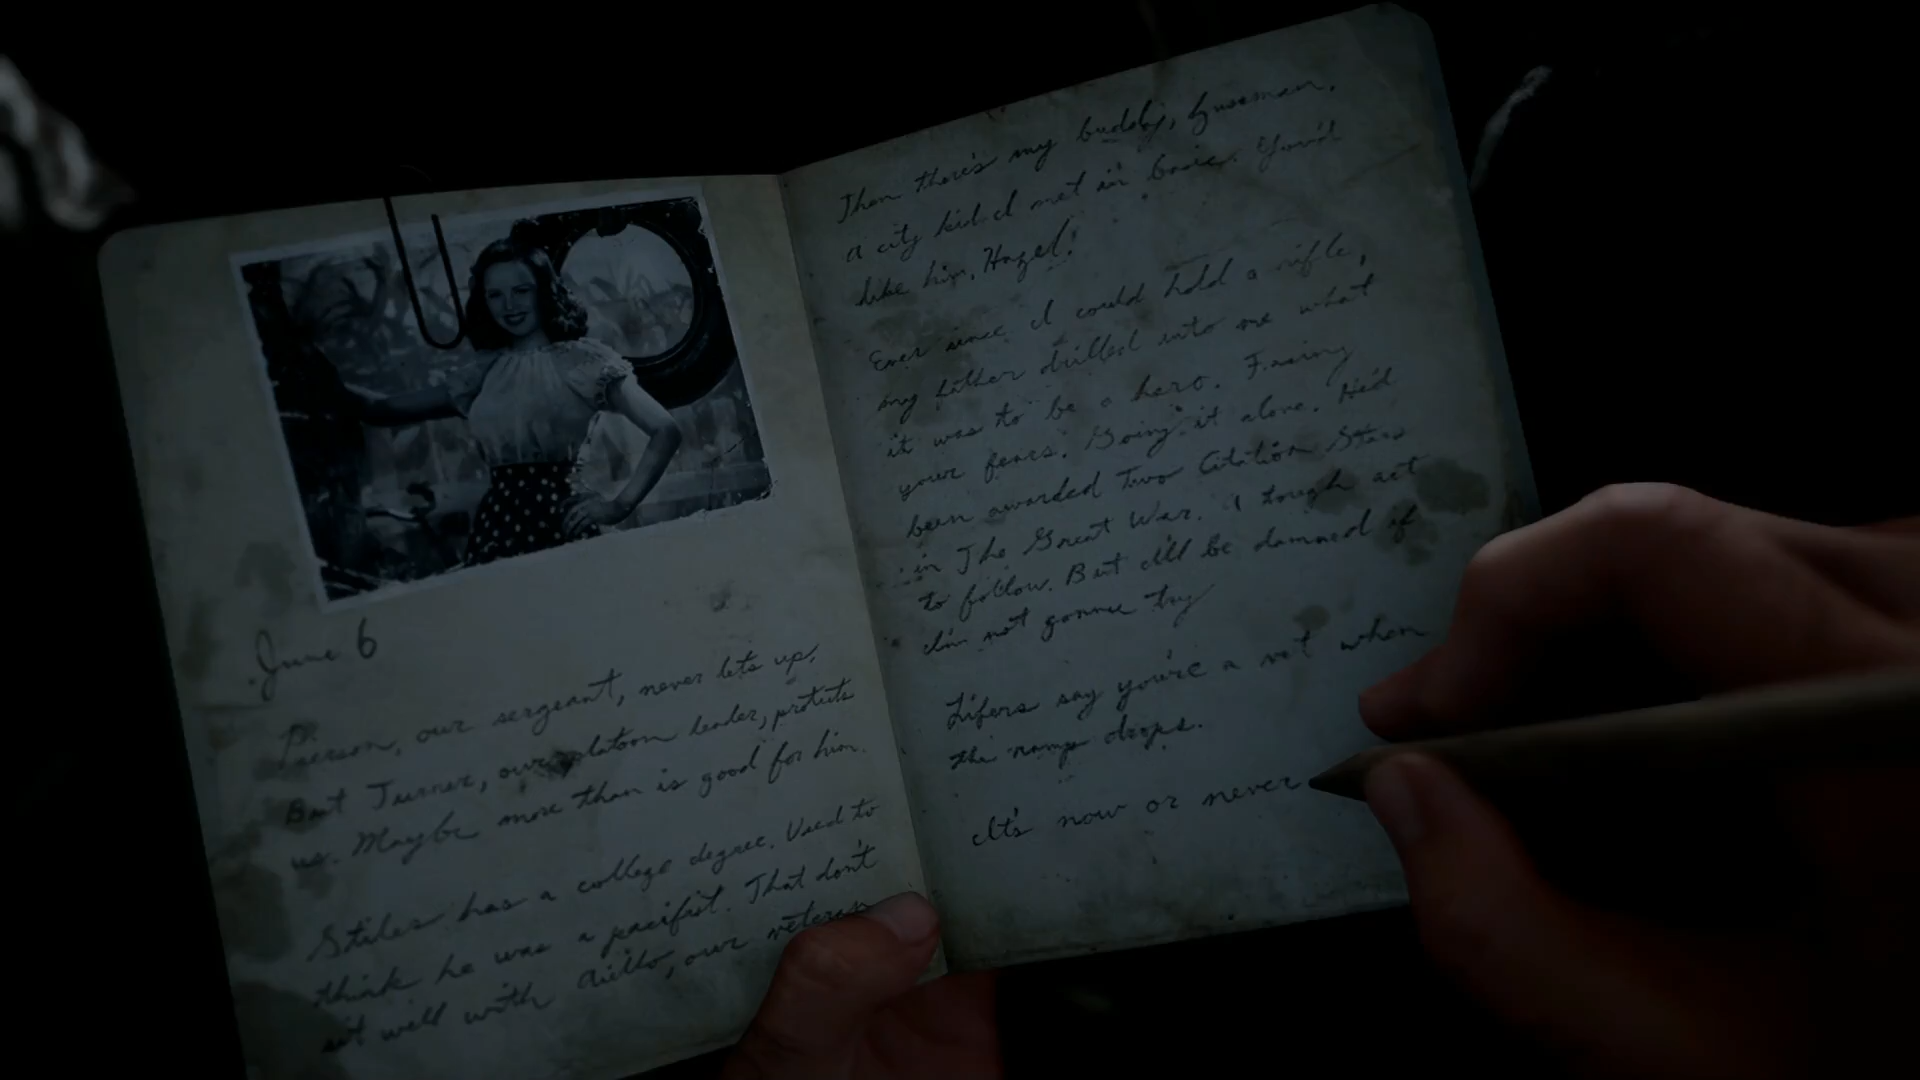 June 6
Pierson, our sergeant, never lets up.
But Turner, our platoon leader, protects
us. Maybe more than is good for him.
Stiles has a college degree. Used to
think he was a pacifist. That don't
sit well with Aiello, our veteran
Then there's my buddy, Zussman,
a city kid I met in basic. You'd
like him, Hazel!
Ever since I could hold a rifle,
my father drilled into me what
it was to be a hero. Facing
your fears. Going it alone. He'd
been awarded Two Citation Stars
in The Great War. A tough act
to follow. But I'll be damned if
I'm not gonna try
Lifers say you're a vet when
the ramp drops.
It's now or never